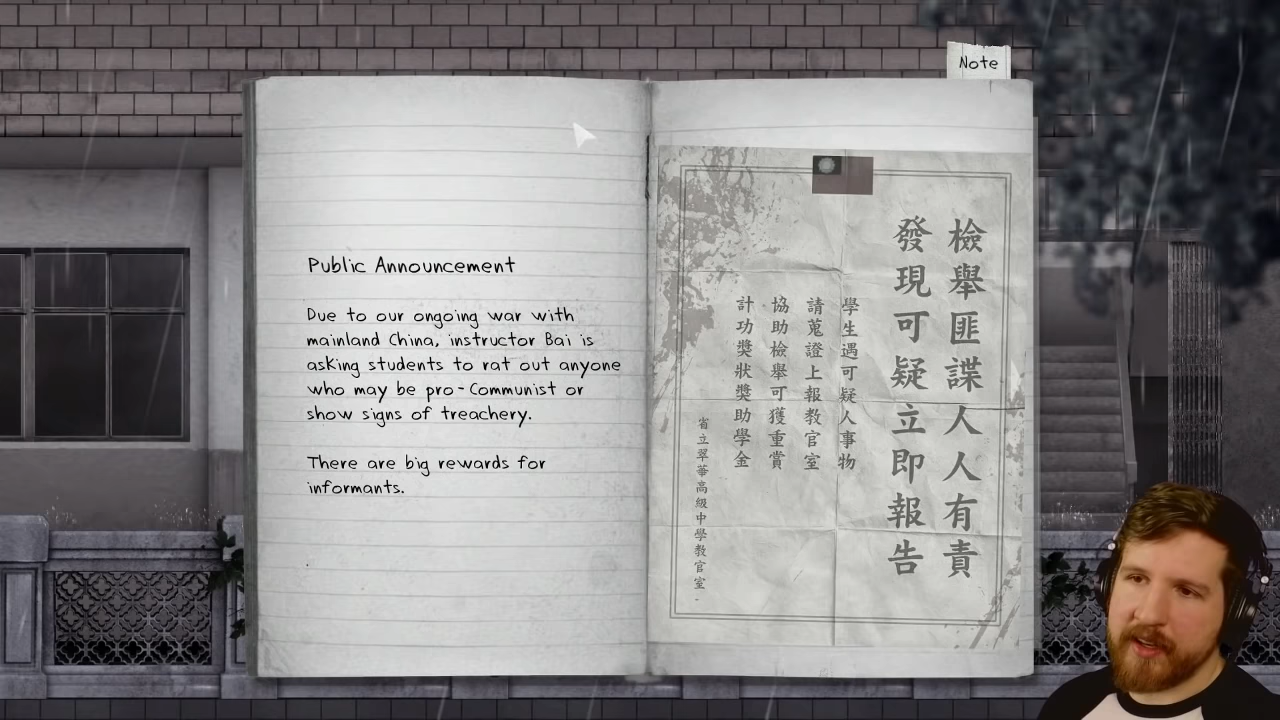 Note
Public Announcement
Due to our ongoing war with
mainland China, instructor Bai is
asking students to rat out anyone
who may be pro-Communist or
show signs of treachery.
There are big rewards for
informants.
檢舉匪諜人人有責
發現可疑立即報告
學生遇可疑人事物
請蒐證上報教官室
協助檢舉可獲重賞
計功獎狀獎助學金
省立翠華高級中學教官室